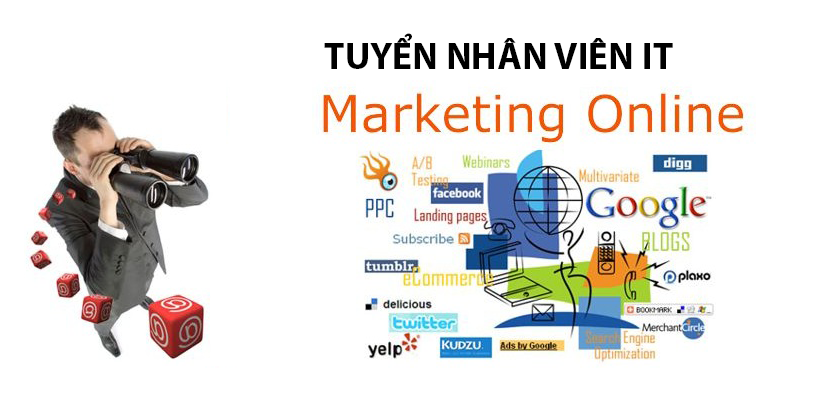 TUYỂN NHÂN VIÊN IT
Marketing Online
A/B
Testing
Webinars
Multivariate
digg
facebook
PPC
Landing pages
Google™
Subscribe
BLOGS
tumblr.
eCommerce
plaxo
delicious
BOOKMARK
twitter
MerchantCircle
yelp
KUDZU
Ads by Google
Search Engine
Optimization